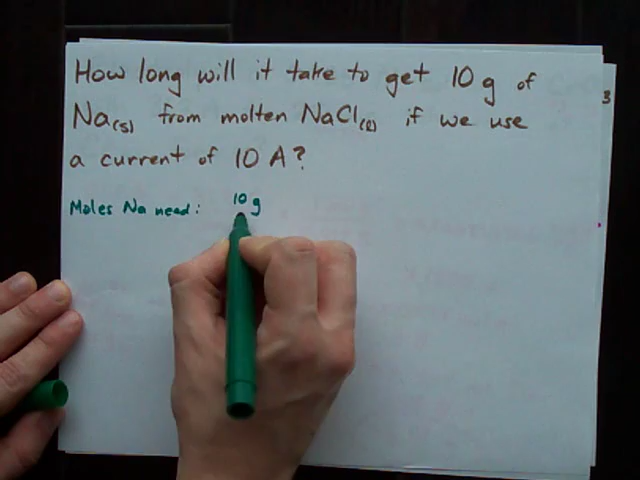 How long will it take to get 10 g of
Na(s) from molten NaCl(l) if we use
a current of 10 A?
Moles Na need: 10 g
3